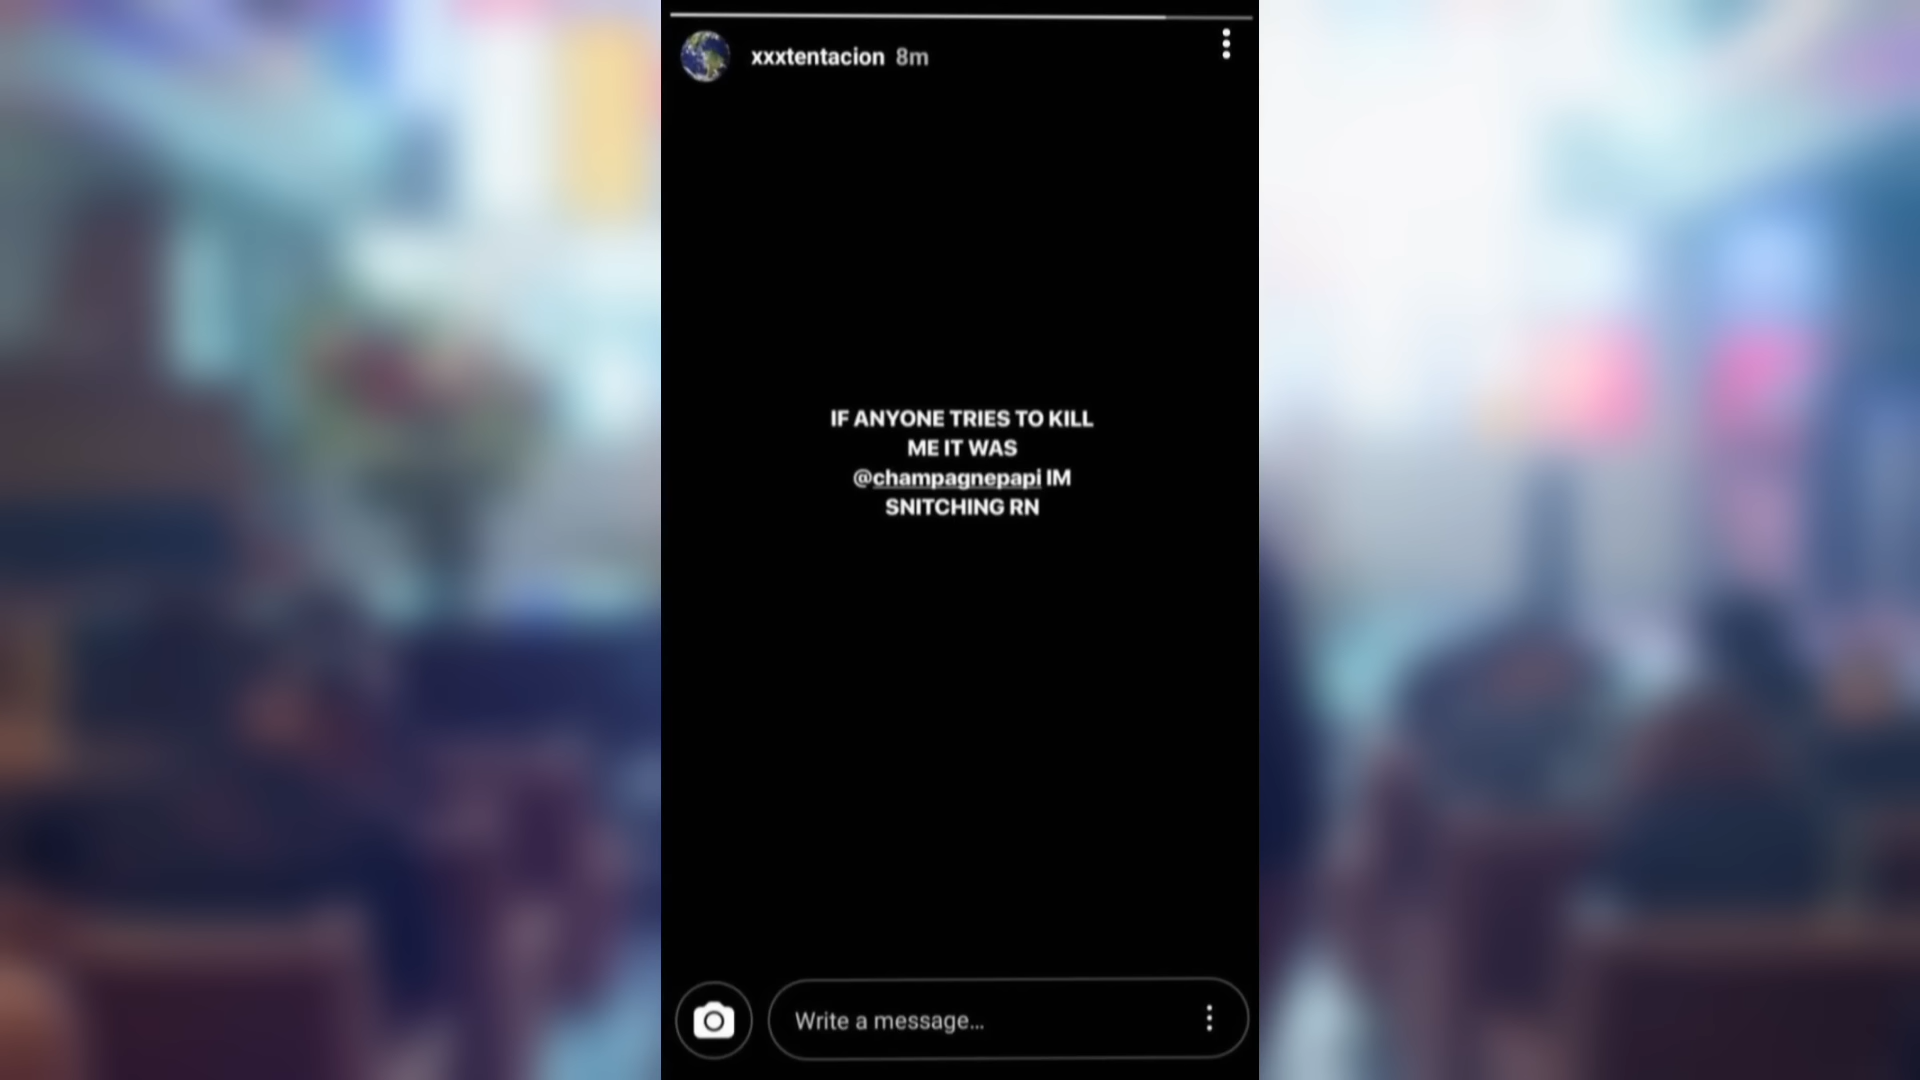 xxxtentacion 8m
IF ANYONE TRIES TO KILL
ME IT WAS
@champagnepapi IM
SNITCHING RN
Write a message...